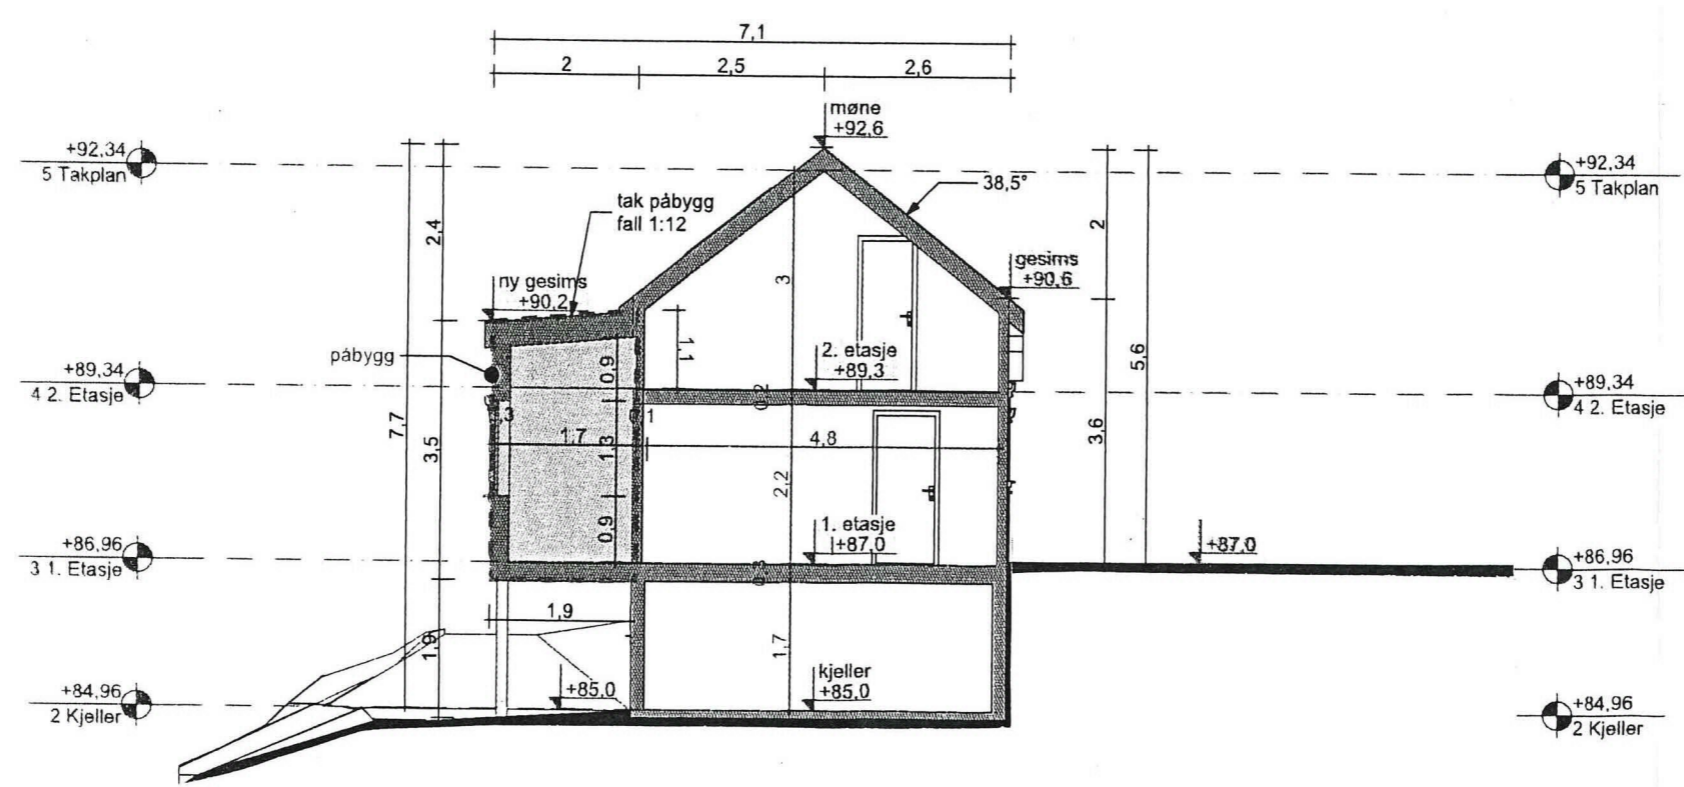 7,1
2
2,5
2,6
møne
+92,6
+92,34
5 Takplan
+92,34
5 Takplan
38,5°
tak påbygg
fall 1:12
2,4
2
3
gesims
+90,6
ny gesims
+90,2
påbygg
1,1
2. etasje
+89,3
0,9
5,6
+89,34
4 2. Etasje
+89,34
4 2. Etasje
0,2
,3
1
7,7
3,5
1,7
1,3
4,8
3,6
2,2
0,9
1. etasje
+87,0
+87,0
+86,96
3 1. Etasje
+86,96
3 1. Etasje
0,3
1,9
1,9
1,7
kjeller
+85,0
+85,0
+84,96
2 Kjeller
+84,96
2 Kjeller